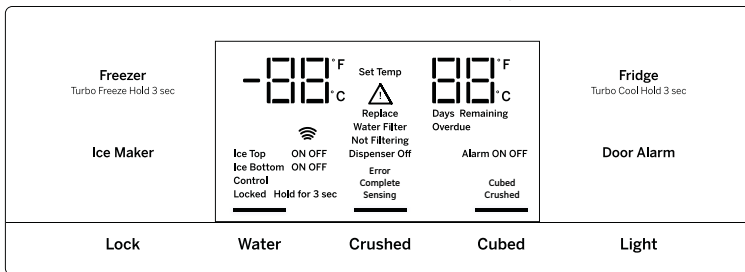 Freezer
Turbo Freeze Hold 3 sec
Ice Maker
-88 °F °C
Set Temp
Replace
Water Filter
Not Filtering
Dispenser Off
Error
Complete
Sensing
88 °F °C
Days Remaining
Overdue
Ice Top ON OFF
Ice Bottom ON OFF
Control
Locked Hold for 3 sec
Alarm ON OFF
Cubed
Crushed
Fridge
Turbo Cool Hold 3 sec
Door Alarm
Lock Water Crushed Cubed Light